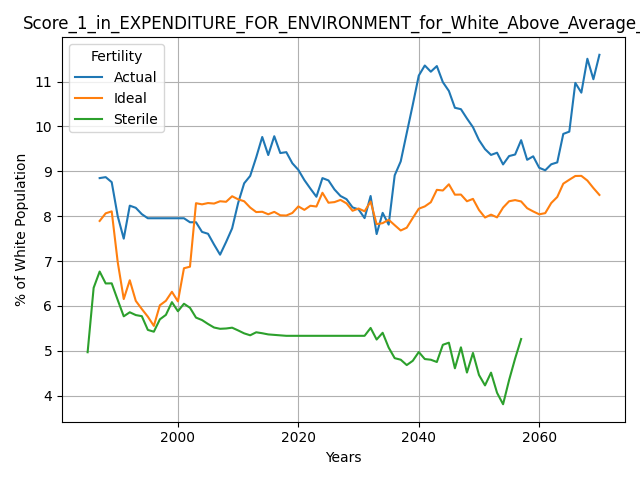 Score_1_in_EXPENDITURE_FOR_ENVIRONMENT_for_White_Above_Average_
Fertility
Actual
Ideal
Sterile
% of White Population
11
10
9
8
7
6
5
4
2000
2020
2040
2060
Years